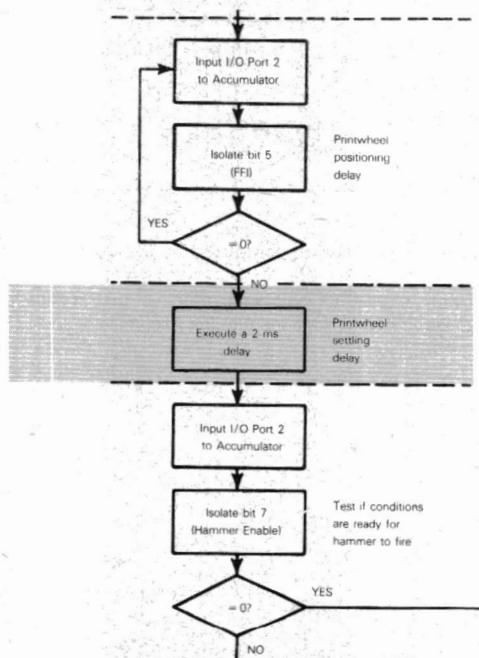 Input I/O Port 2
to Accumulator
Isolate bit 5
(FFI)
Printwheel
positioning
delay
YES
= 0?
NO
Execute a 2 ms
delay
Printwheel
settling
delay
Input I/O Port 2
to Accumulator
Isolate bit 7
(Hammer Enable)
Test if conditions
are ready for
hammer to fire
YES
= 0?
NO